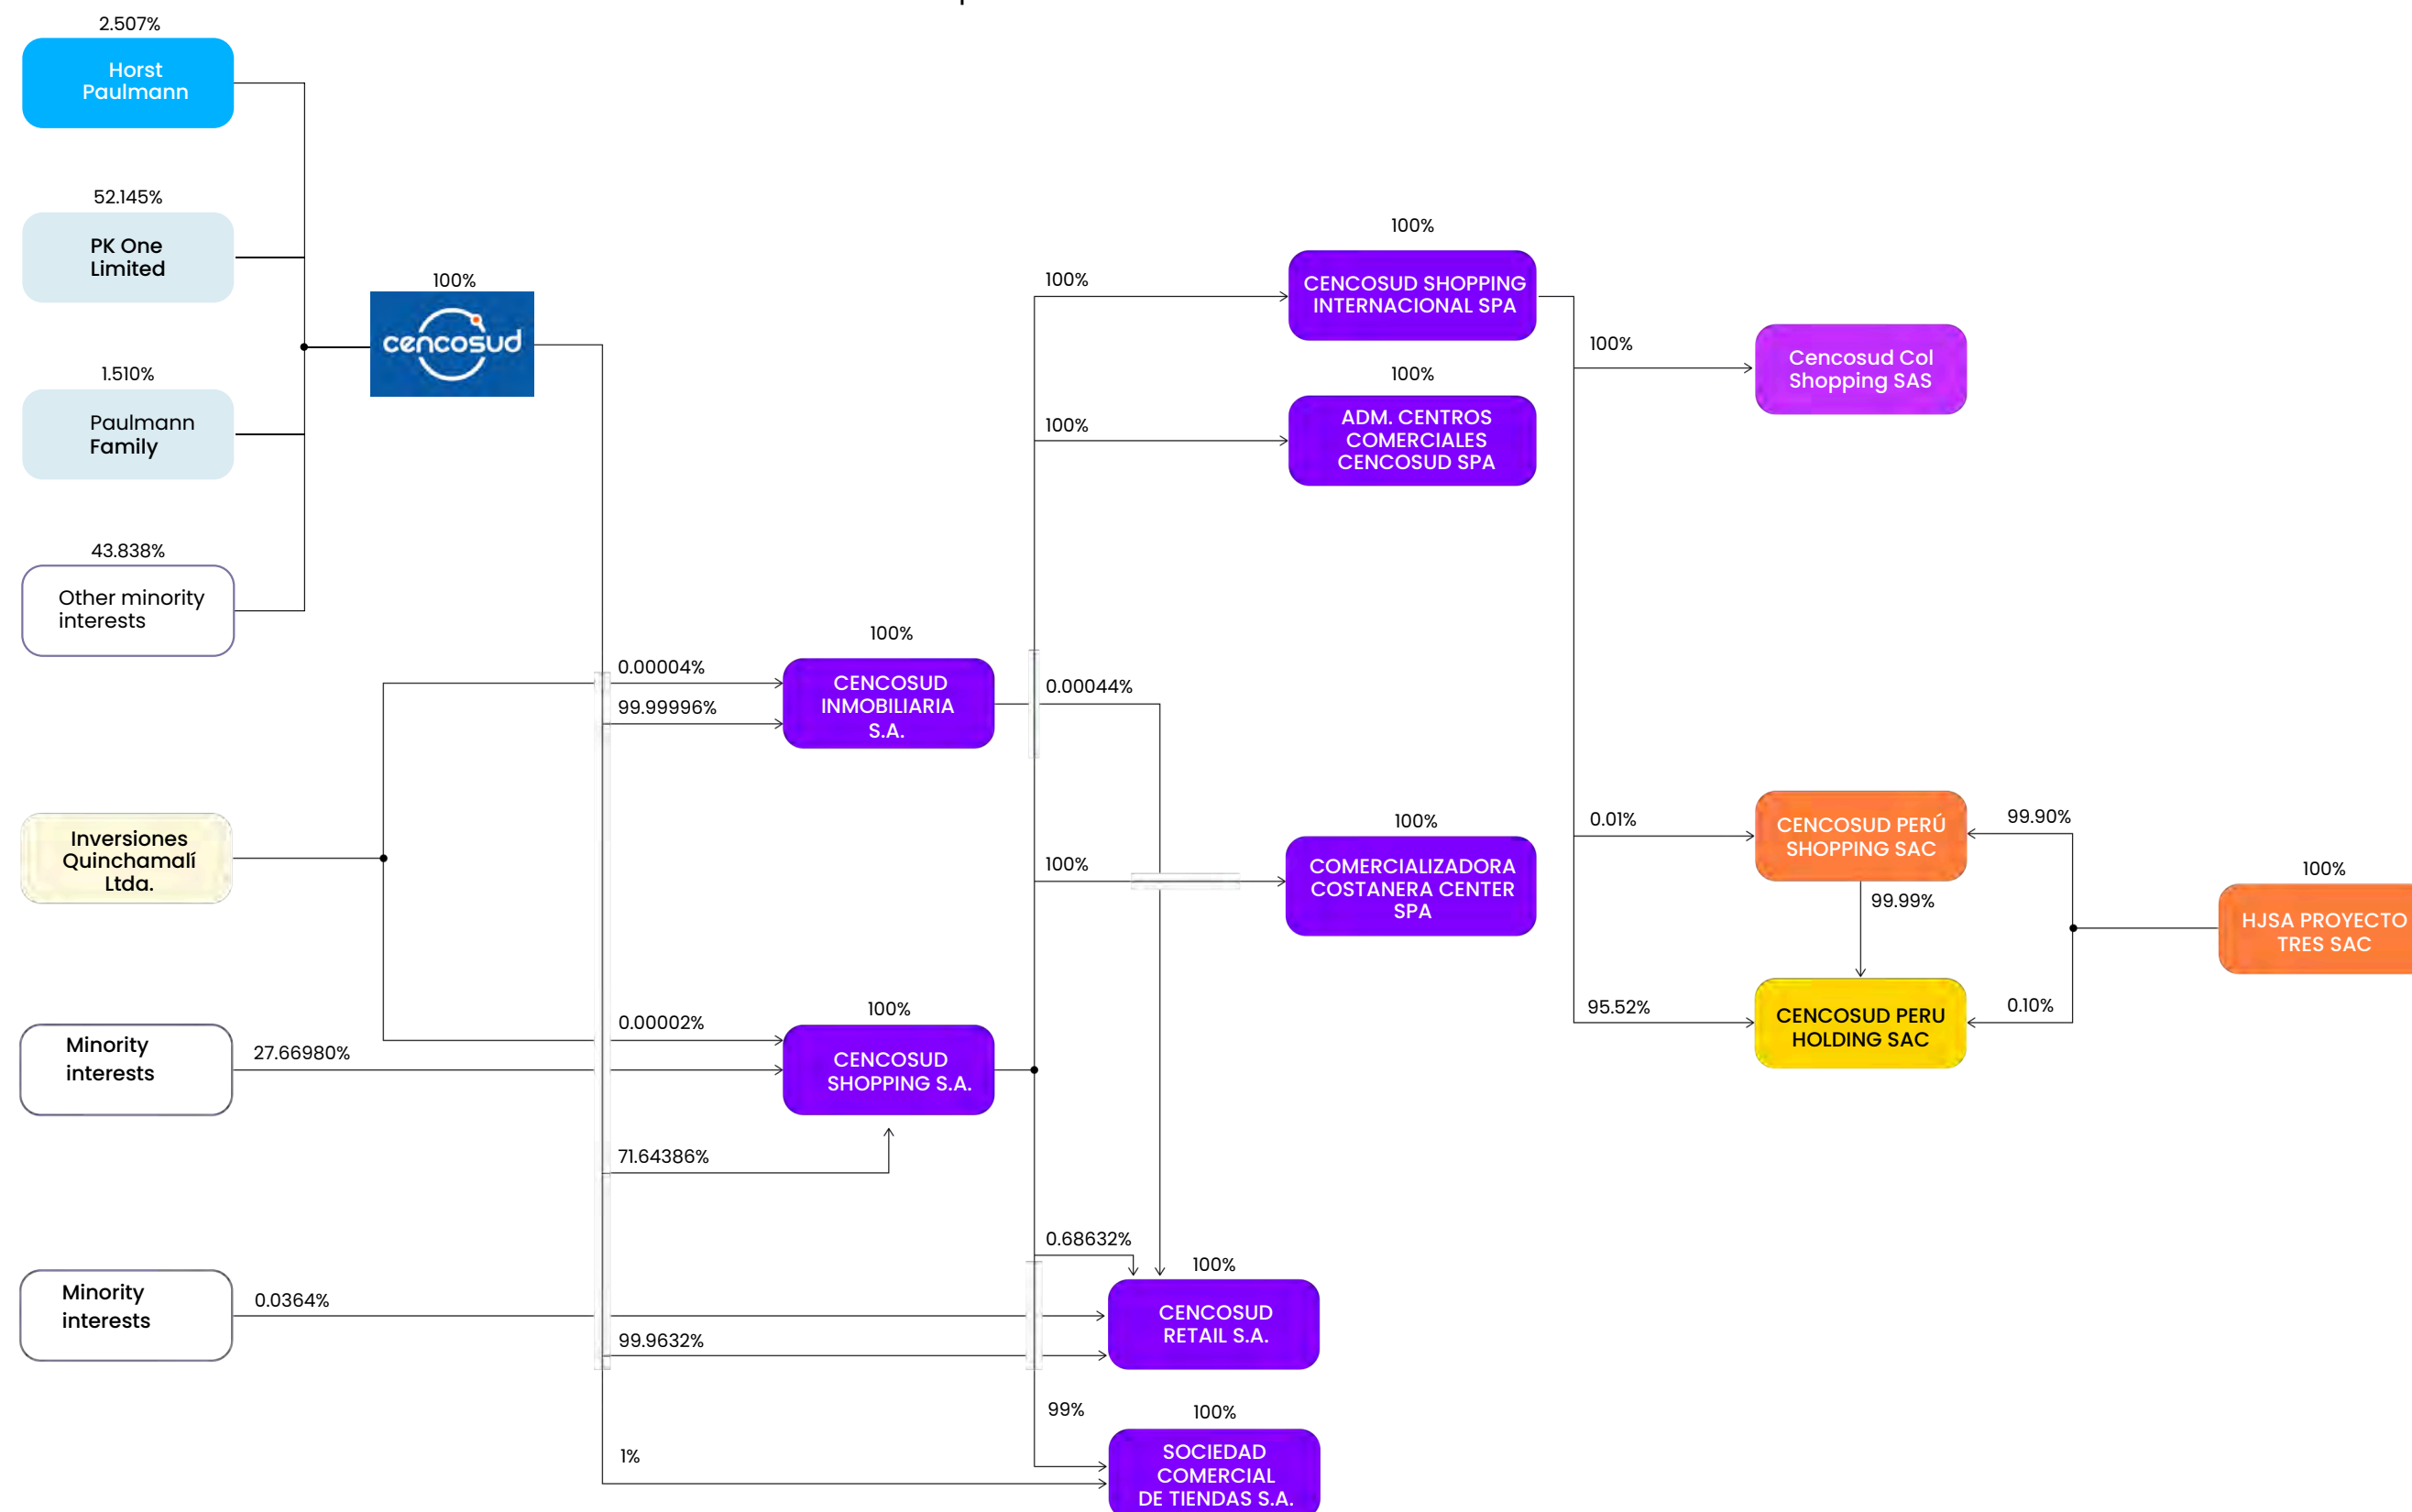 2.507%
Horst
Paulmann
52.145%
PK One
Limited
1.510%
Paulmann
Family
43.838%
Other minority
interests
100%
cencosud
Inversiones
Quinchamalí
Ltda.
Minority
interests
27.66980%
Minority
interests
0.0364%
0.00004%
99.99996%
100%
CENCOSUD
INMOBILIARIA
S.A.
0.00002%
100%
CENCOSUD
SHOPPING S.A.
71.64386%
99.9632%
1%
100%
100%
CENCOSUD SHOPPING
INTERNACIONAL SPA
100%
100%
ADM. CENTROS
COMERCIALES
CENCOSUD SPA
0.00044%
100%
100%
COMERCIALIZADORA
COSTANERA CENTER
SPA
0.68632%
100%
CENCOSUD
RETAIL S.A.
99%
100%
SOCIEDAD
COMERCIAL
DE TIENDAS S.A.
100%
Cencosud Col
Shopping SAS
0.01%
CENCOSUD PERÚ
SHOPPING SAC
99.90%
99.99%
95.52%
CENCOSUD PERU
HOLDING SAC
0.10%
100%
HJSA PROYECTO
TRES SAC